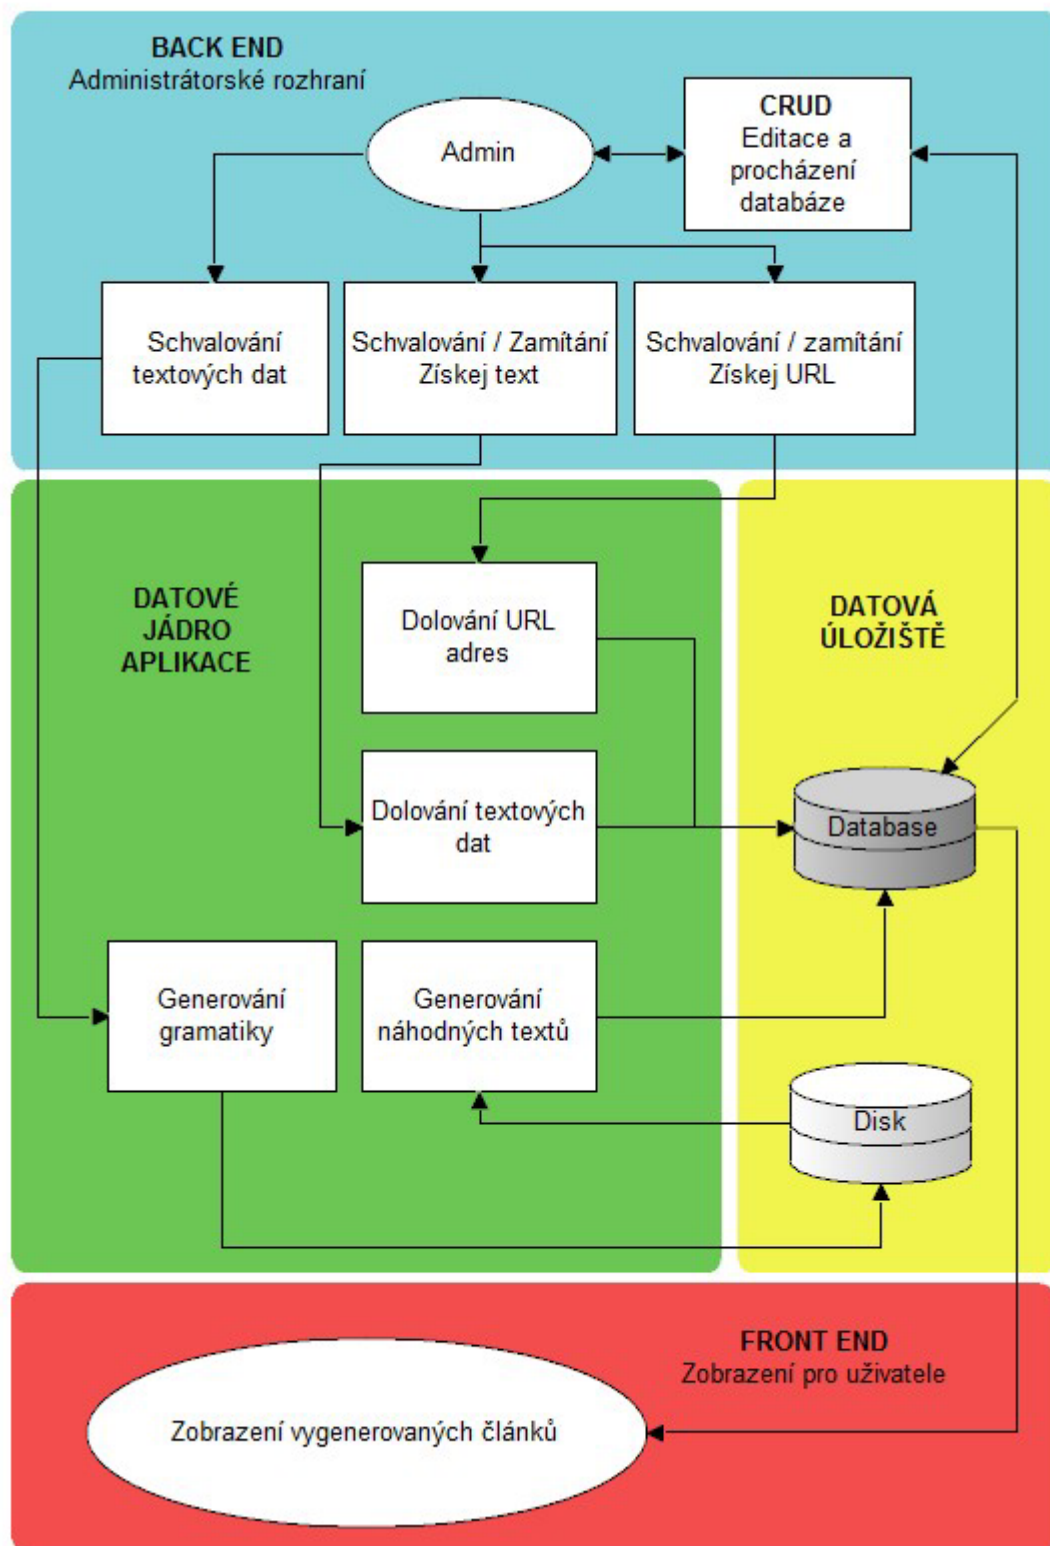 BACK END
Administrátorské rozhraní
Admin
CRUD
Editace a
procházení
databáze
Schvalování
textových dat
Schvalování / Zamítání
Získej text
Schvalování / zamítání
Získej URL
DATOVÉ
JÁDRO
APLIKACE
Dolování URL
adres
DATOVÁ
ÚLOŽIŠTĚ
Dolování textových
dat
Database
Generování
gramatiky
Generování
náhodných textů
Disk
FRONT END
Zobrazení pro uživatele
Zobrazení vygenerovaných článků